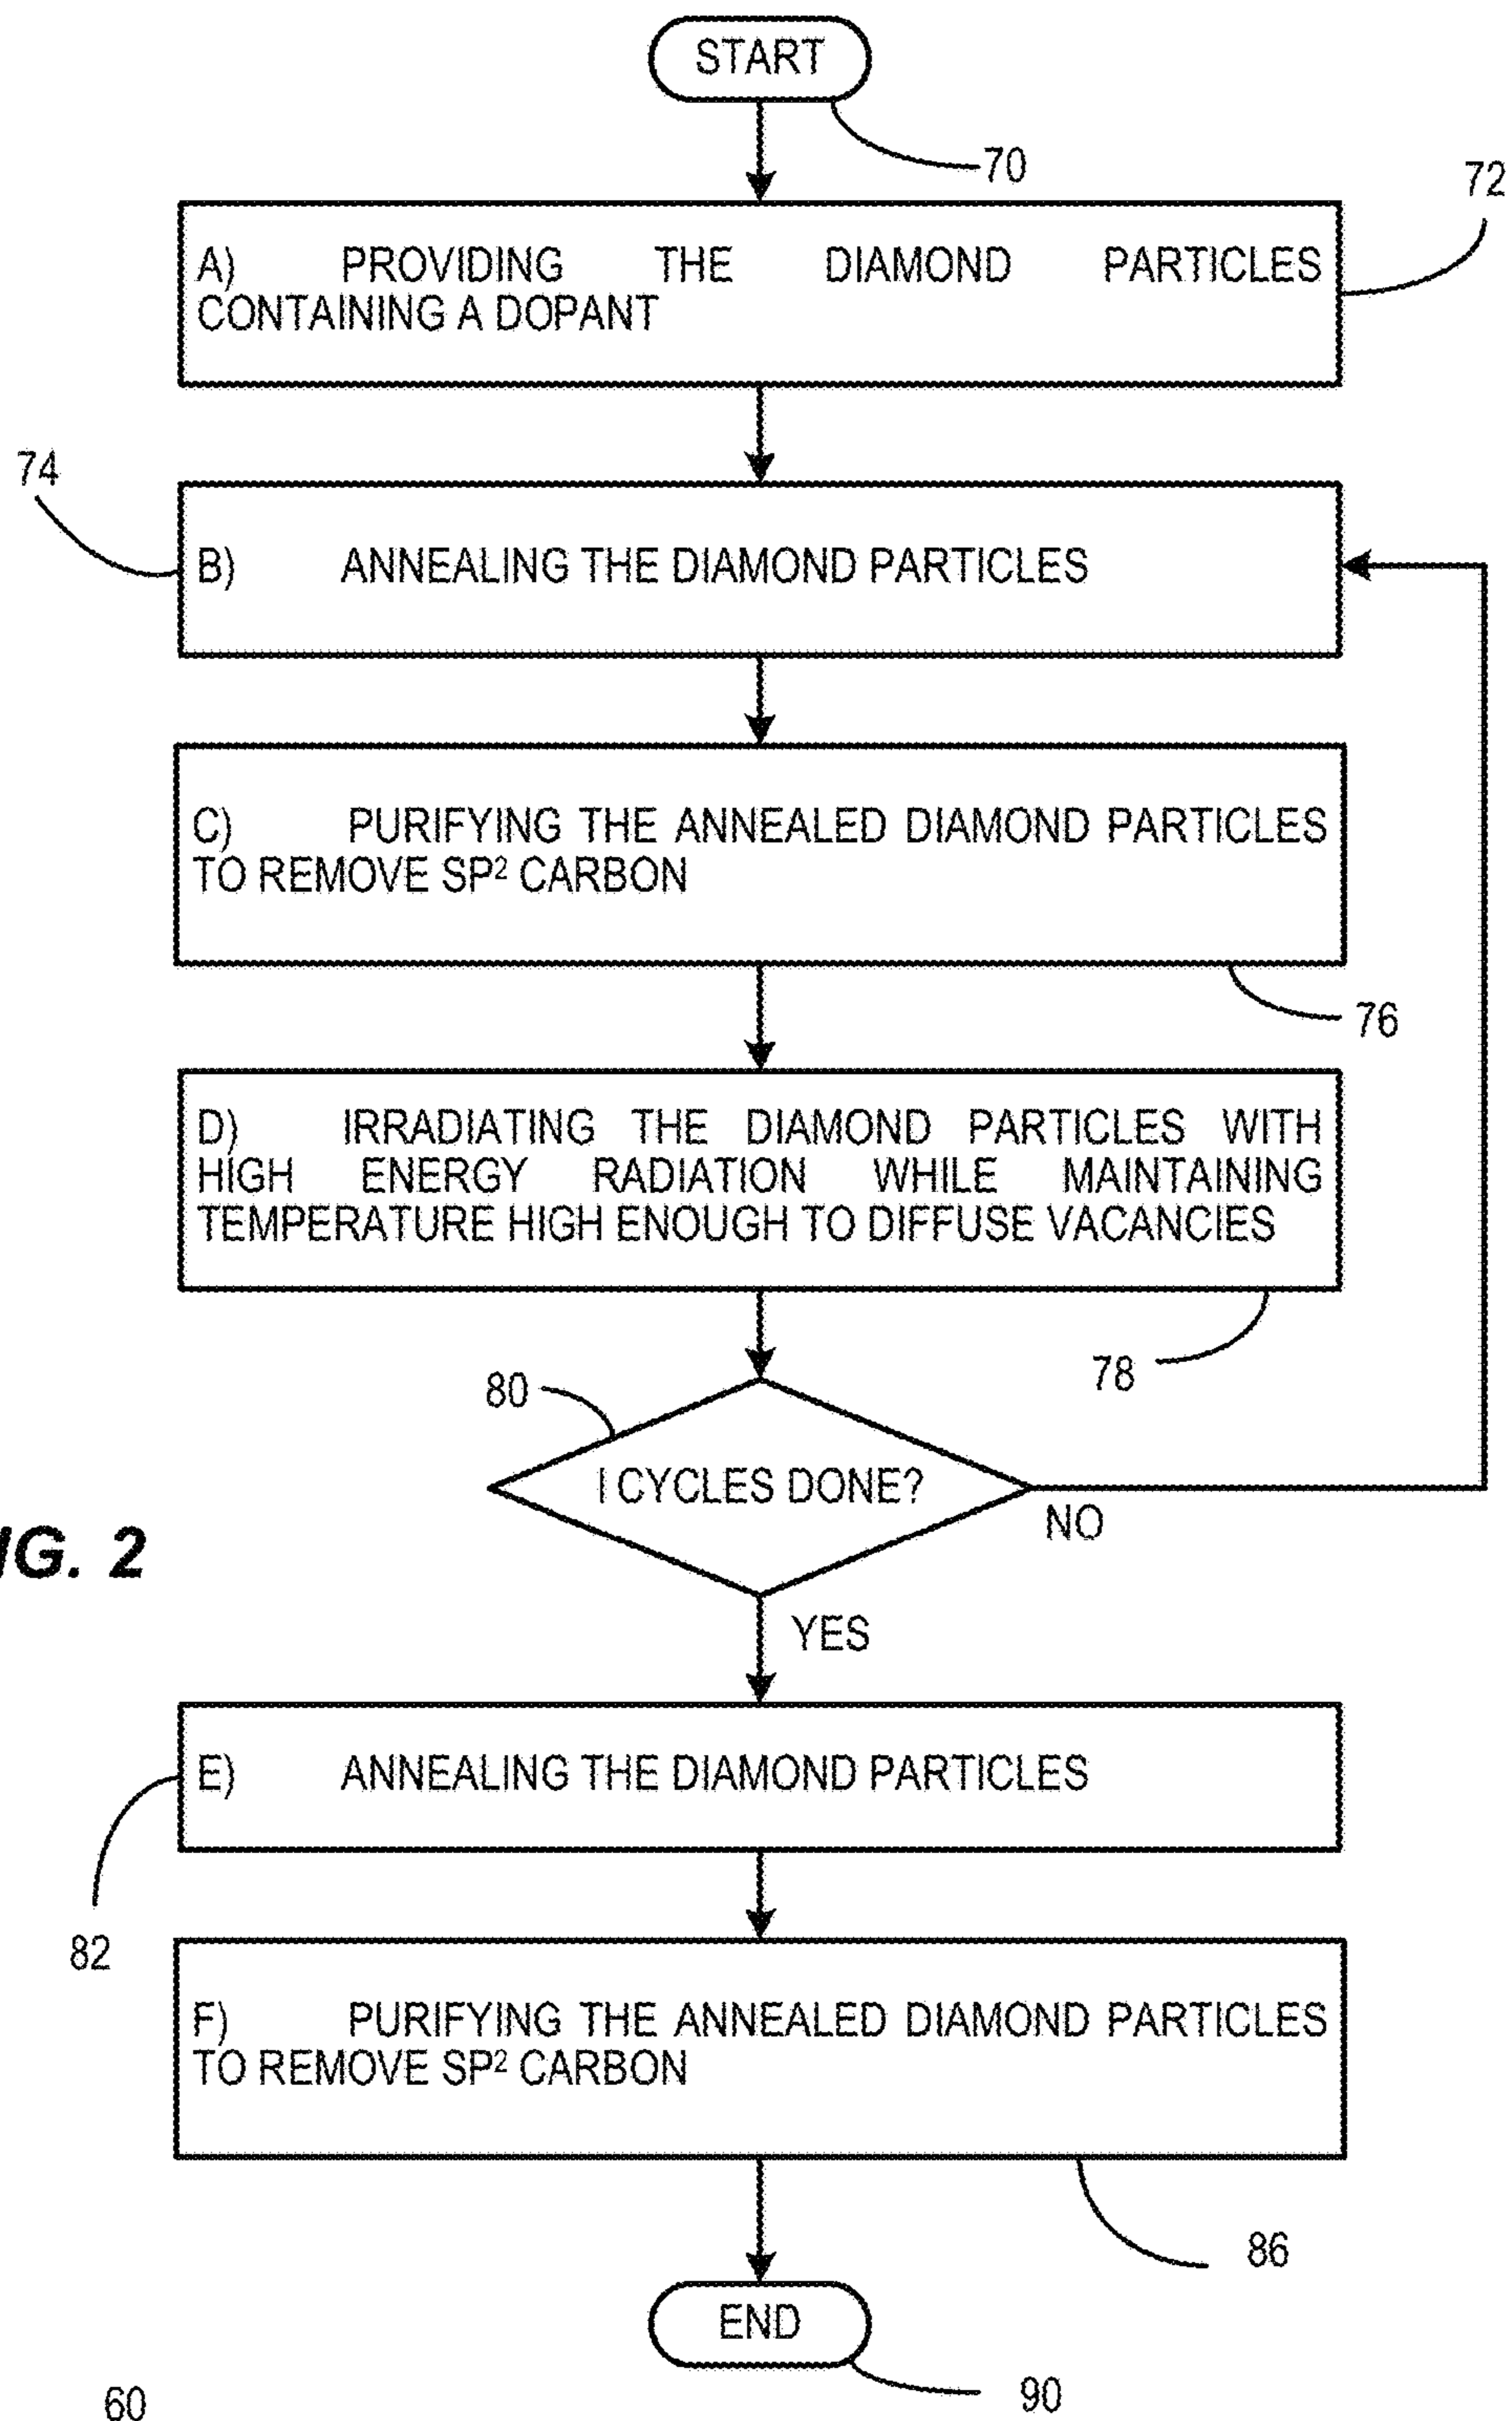 START
70
72
A) PROVIDING THE DIAMOND PARTICLES
CONTAINING A DOPANT
74
B) ANNEALING THE DIAMOND PARTICLES
C) PURIFYING THE ANNEALED DIAMOND PARTICLES
TO REMOVE SP² CARBON
76
D) IRRADIATING THE DIAMOND PARTICLES WITH
HIGH ENERGY RADIATION WHILE MAINTAINING
TEMPERATURE HIGH ENOUGH TO DIFFUSE VACANCIES
78
80
I CYCLES DONE?
NO
IG. 2
YES
E) ANNEALING THE DIAMOND PARTICLES
82
F) PURIFYING THE ANNEALED DIAMOND PARTICLES
TO REMOVE SP² CARBON
86
END
90
60